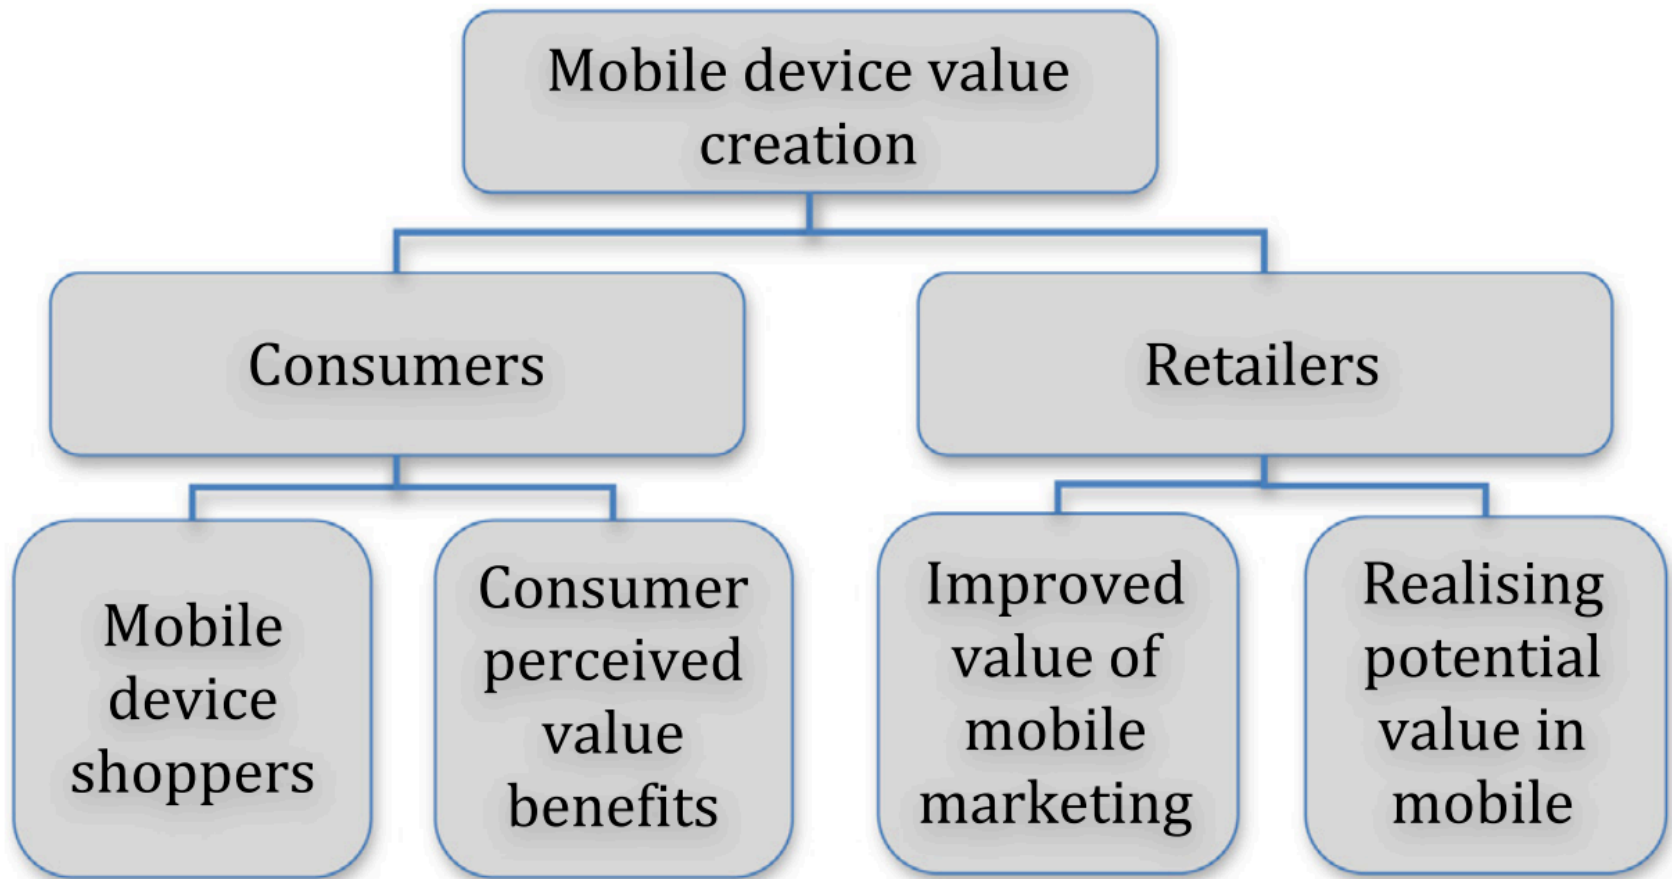 Mobile device value
creation
Consumers
Retailers
Mobile
device
shoppers
Consumer
perceived
value
benefits
Improved
value of
mobile
marketing
Realising
potential
value in
mobile